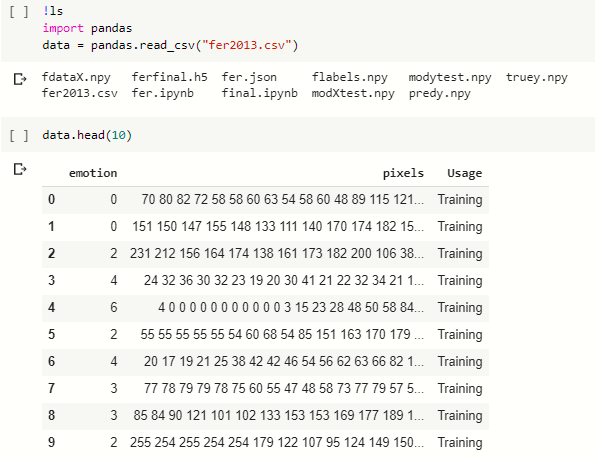 [ ] !ls
import pandas
data = pandas.read_csv("fer2013.csv")
fdataX.npy ferfinal.h5 fer.json flabels.npy modytest.npy truey.npy
fer2013.csv fer.ipynb final.ipynb modXtest.npy predy.npy
[ ] data.head(10)
emotion pixels Usage
0 0 70 80 82 72 58 58 60 63 54 58 60 48 89 115 121... Training
1 0 151 150 147 155 148 133 111 140 170 174 182 15... Training
2 2 231 212 156 164 174 138 161 173 182 200 106 38... Training
3 4 24 32 36 30 32 23 19 20 30 41 21 22 32 34 21 1... Training
4 6 4 0 0 0 0 0 0 0 0 0 0 0 3 15 23 28 48 50 58 84... Training
5 2 55 55 55 55 55 54 60 68 54 85 151 163 170 179 ... Training
6 4 20 17 19 21 25 38 42 42 46 54 56 62 63 66 82 1... Training
7 3 77 78 79 79 78 75 60 55 47 48 58 73 77 79 57 5... Training
8 3 85 84 90 121 101 102 133 153 153 169 177 189 1... Training
9 2 255 254 255 254 254 179 122 107 95 124 149 150... Training